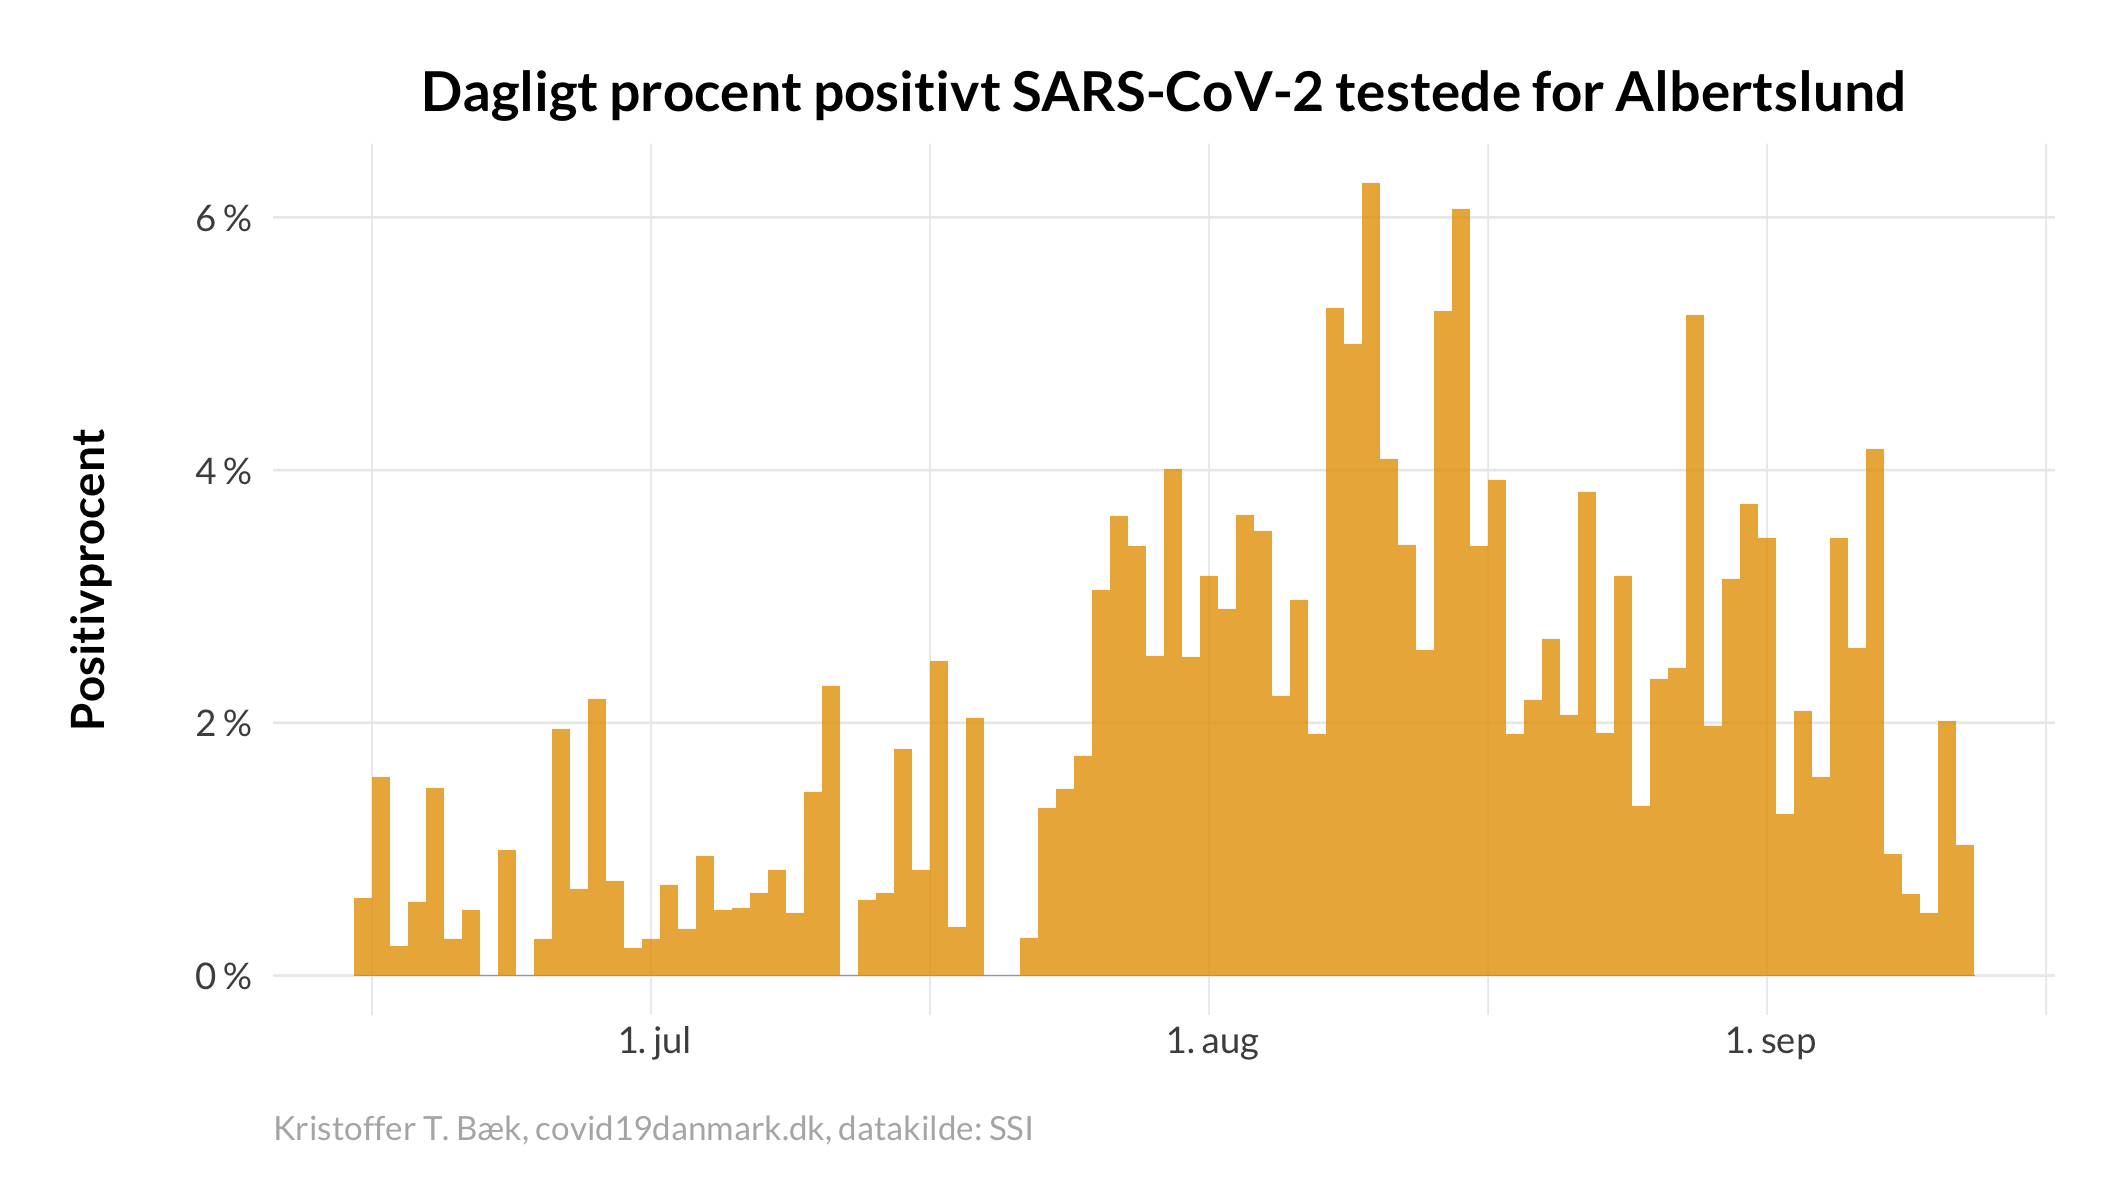 Dagligt procent positivt SARS-CoV-2 testede for Albertslund
Positivprocent
6 %
4 %
2 %
0 %
1. jul
1. aug
1. sep
Kristoffer T. Bæk, covid19danmark.dk, datakilde: SSI